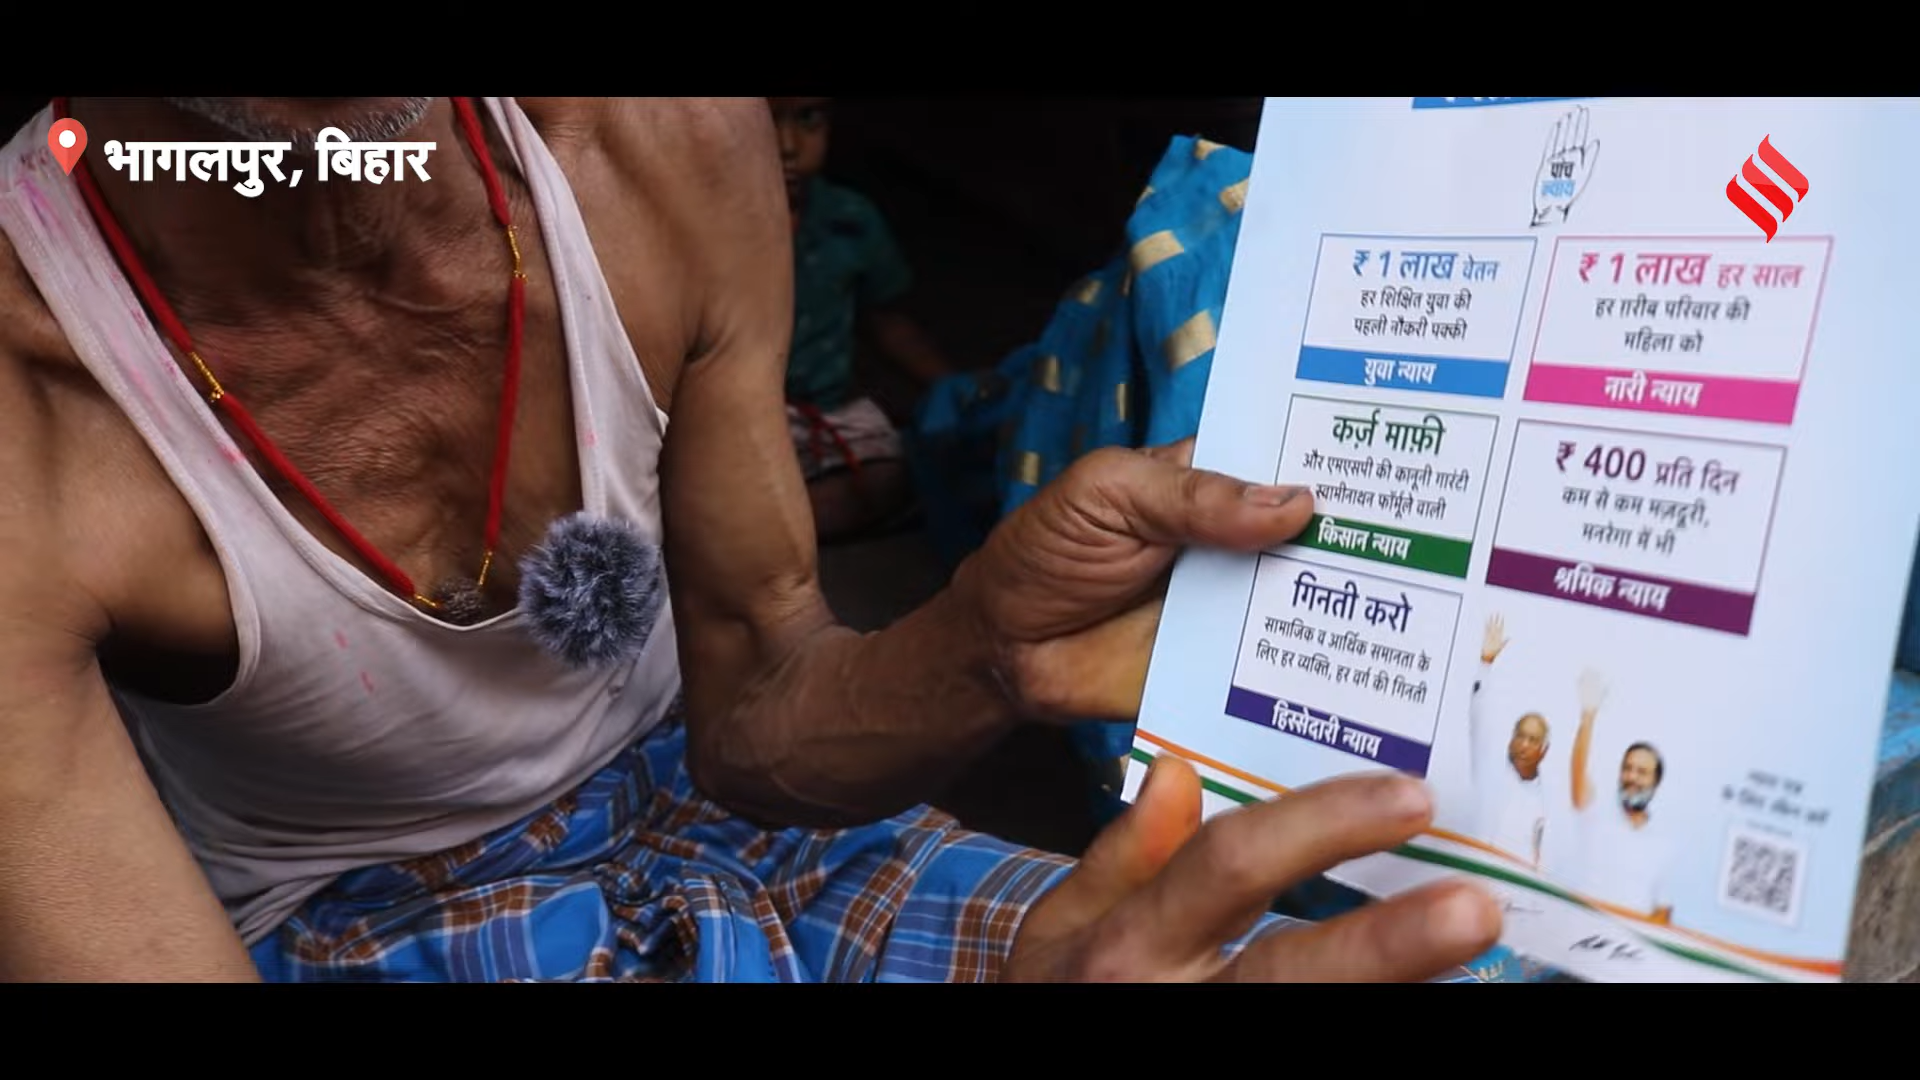 भागलपुर, बिहार
पांच
न्याय
₹ 1 लाख वेतन
हर शिक्षित युवा की
पहली नौकरी पक्की
युवा न्याय
₹ 1 लाख हर साल
हर ग़रीब परिवार की
महिला को
नारी न्याय
कर्ज़ माफ़ी
और एमएसपी की कानूनी गारंटी
स्वामीनाथन फॉर्मूले वाली
किसान न्याय
₹ 400 प्रति दिन
कम से कम मज़दूरी,
मनरेगा में भी
श्रमिक न्याय
गिनती करो
सामाजिक व आर्थिक समानता के
लिए हर व्यक्ति, हर वर्ग की गिनती
हिस्सेदारी न्याय